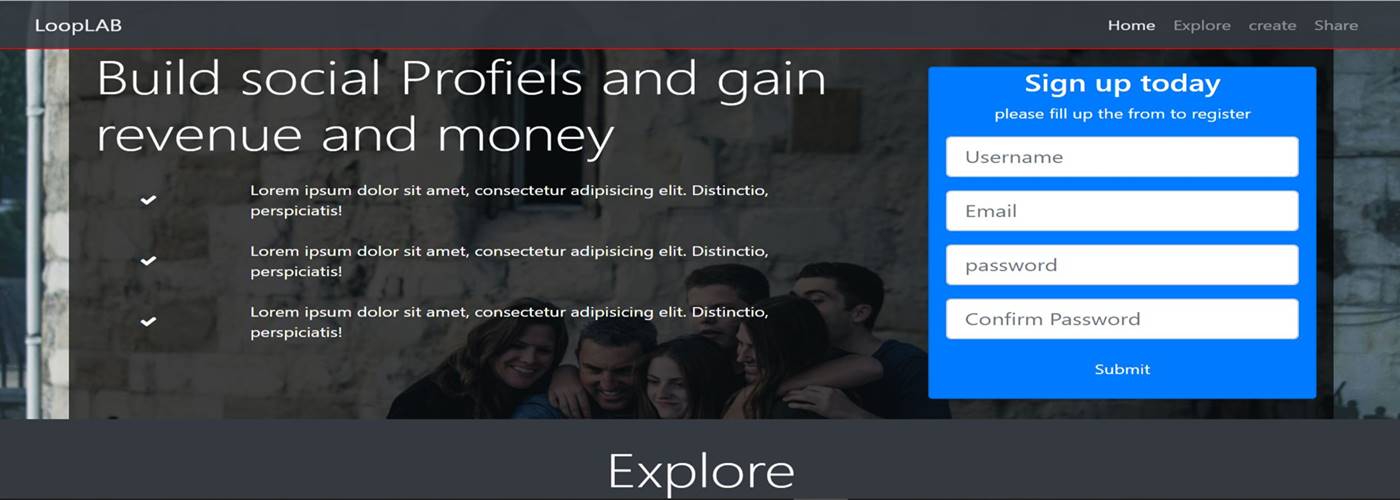 LoopLAB
Home Explore create Share
Build social Profiels and gain
revenue and money
Lorem ipsum dolor sit amet, consectetur adipisicing elit. Distinctio,
perspiciatis!
Lorem ipsum dolor sit amet, consectetur adipisicing elit. Distinctio,
perspiciatis!
Lorem ipsum dolor sit amet, consectetur adipisicing elit. Distinctio,
perspiciatis!
Sign up today
please fill up the from to register
Username
Email
password
Confirm Password
Submit
Explore